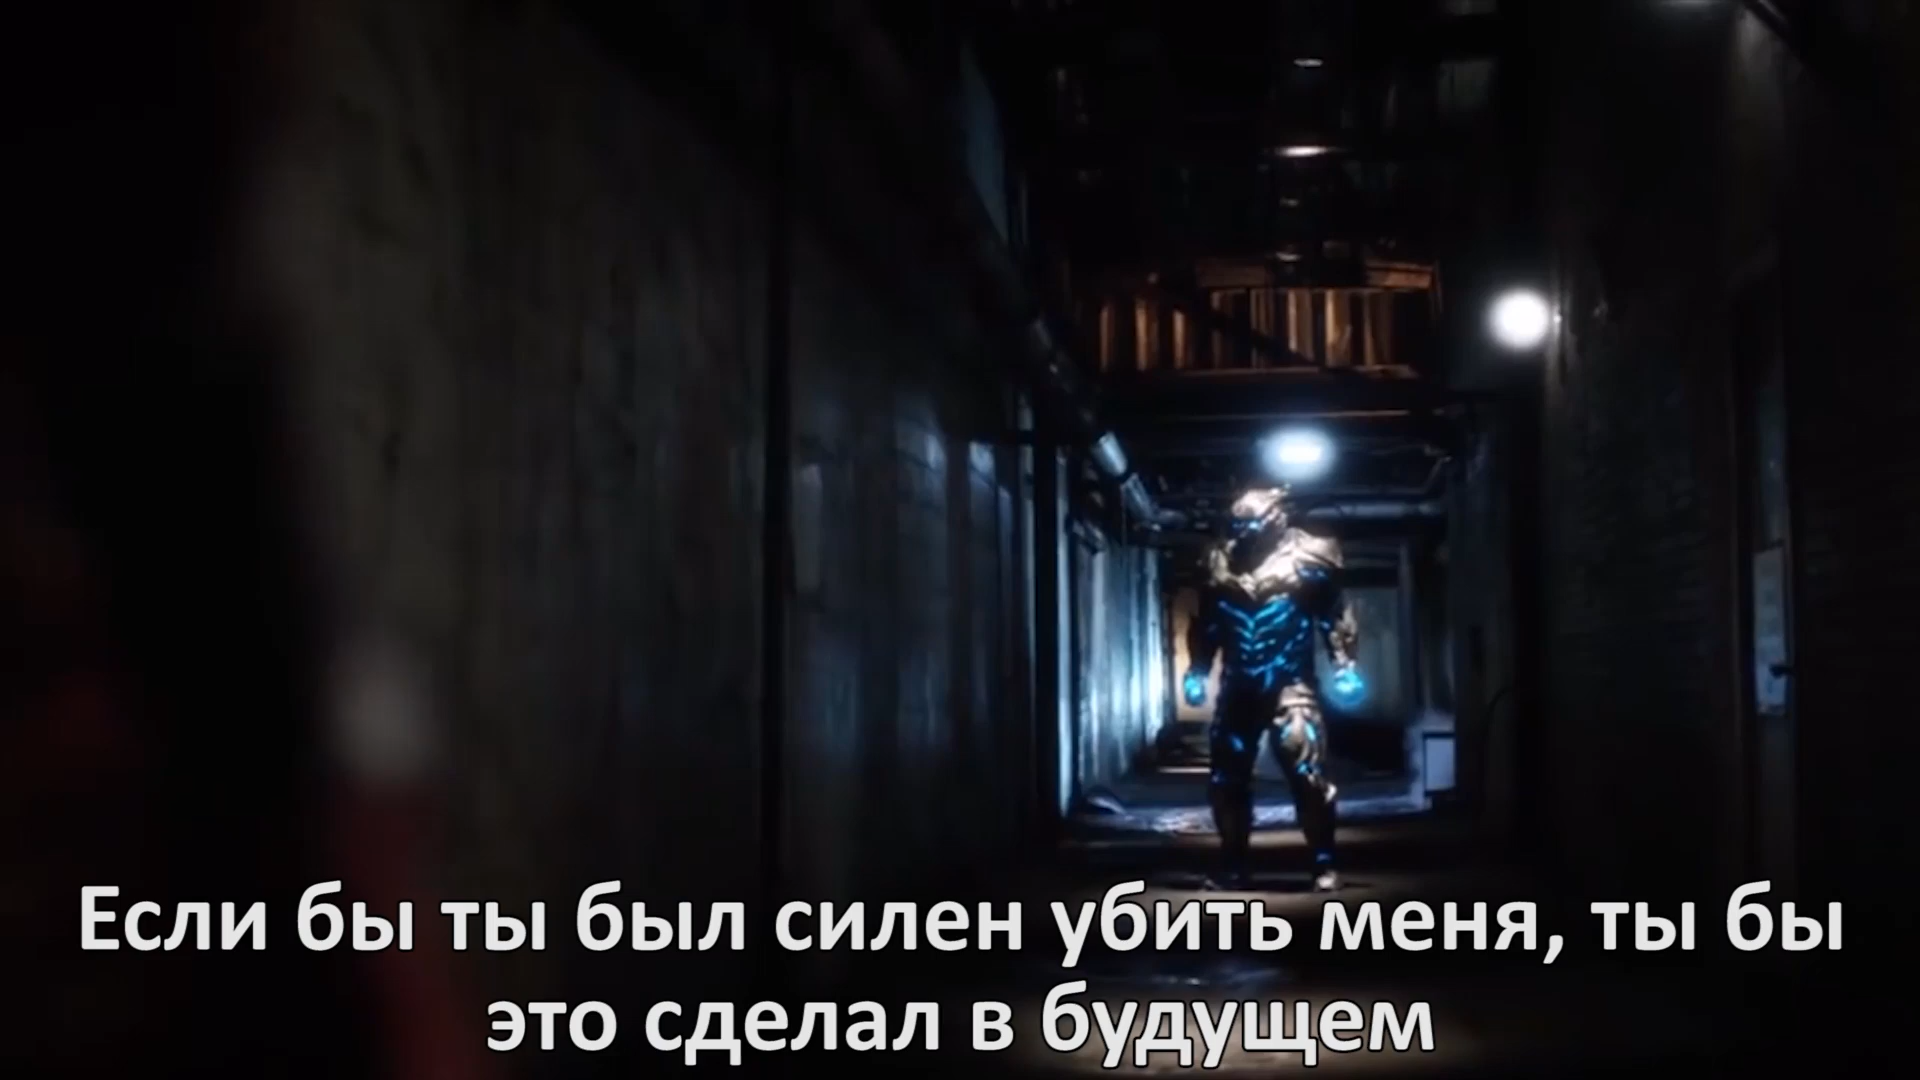 Если бы ты был силен убить меня, ты бы
это сделал в будущем